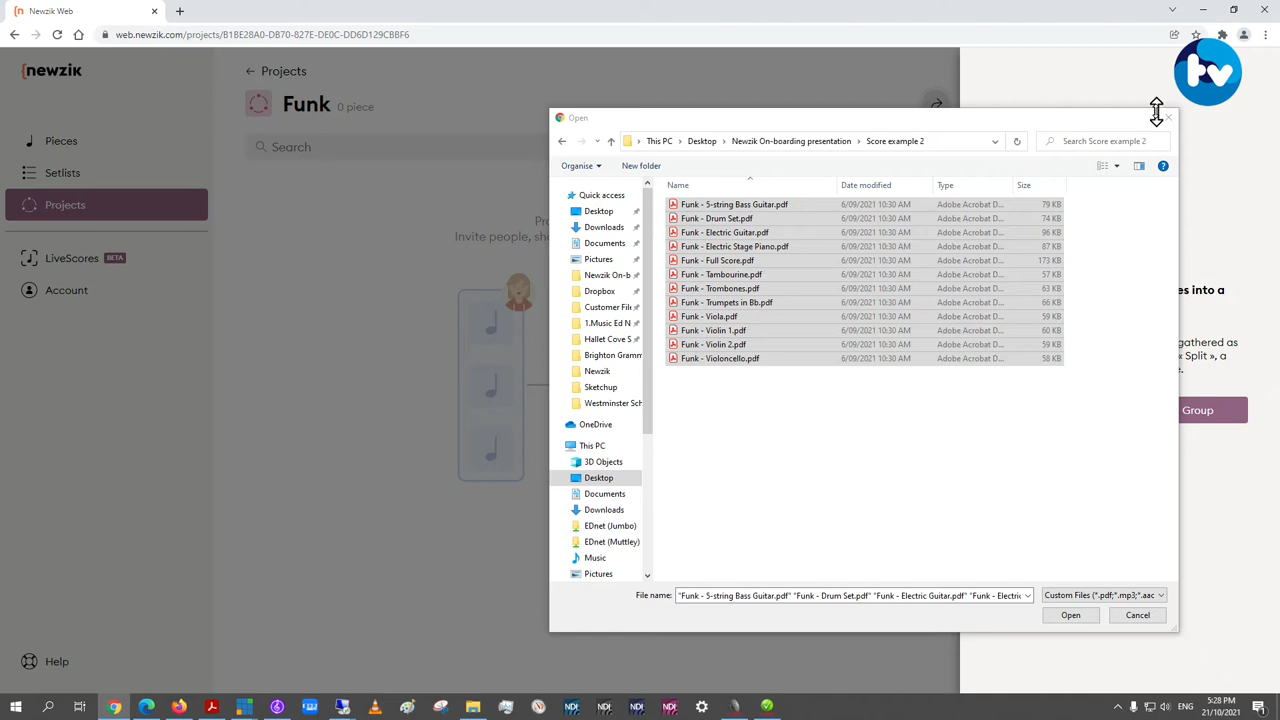 Newzik Web
web.newzik.com/projects/B1BE28A0-DB70-827E-DE0C-DD6D129CBBF6
{newzik
Pieces
Setlists
Projects
LiveScores BETA
Account
Help
Projects
Funk 0 piece
Search
Invite people, sh
bv
es into a
gathered as
« Split », a
e.
Group
Open
This PC
Desktop
Newzik On-boarding presentation
Score example 2
Search Score example 2
Organise
New folder
Quick access
Desktop
Downloads
Documents
Pictures
Newzik On-b
Dropbox
Customer File
1.Music Ed N
Hallet Cove S
Brighton Gramm
Newzik
Sketchup
Westminster Sch
OneDrive
This PC
3D Objects
Desktop
Documents
Downloads
EDnet (Jumbo)
EDnet (Muttley)
Music
Pictures
Name Date modified Type Size
Funk - 5-string Bass Guitar.pdf 6/09/2021 10:30 AM Adobe Acrobat D... 79 KB
Funk - Drum Set.pdf 6/09/2021 10:30 AM Adobe Acrobat D... 74 KB
Funk - Electric Guitar.pdf 6/09/2021 10:30 AM Adobe Acrobat D... 96 KB
Funk - Electric Stage Piano.pdf 6/09/2021 10:30 AM Adobe Acrobat D... 87 KB
Funk - Full Score.pdf 6/09/2021 10:30 AM Adobe Acrobat D... 173 KB
Funk - Tambourine.pdf 6/09/2021 10:30 AM Adobe Acrobat D... 57 KB
Funk - Trombones.pdf 6/09/2021 10:30 AM Adobe Acrobat D... 63 KB
Funk - Trumpets in Bb.pdf 6/09/2021 10:30 AM Adobe Acrobat D... 66 KB
Funk - Viola.pdf 6/09/2021 10:30 AM Adobe Acrobat D... 59 KB
Funk - Violin 1.pdf 6/09/2021 10:30 AM Adobe Acrobat D... 60 KB
Funk - Violin 2.pdf 6/09/2021 10:30 AM Adobe Acrobat D... 59 KB
Funk - Violoncello.pdf 6/09/2021 10:30 AM Adobe Acrobat D... 58 KB
File name: "Funk - 5-string Bass Guitar.pdf" "Funk - Drum Set.pdf" "Funk - Electric Guitar.pdf" "Funk - Electric
Custom Files (*.pdf;*.mp3;*.aac
Open
Cancel
NDI
NDI
NDI
NDI
ENG
5:28 PM
21/10/2021